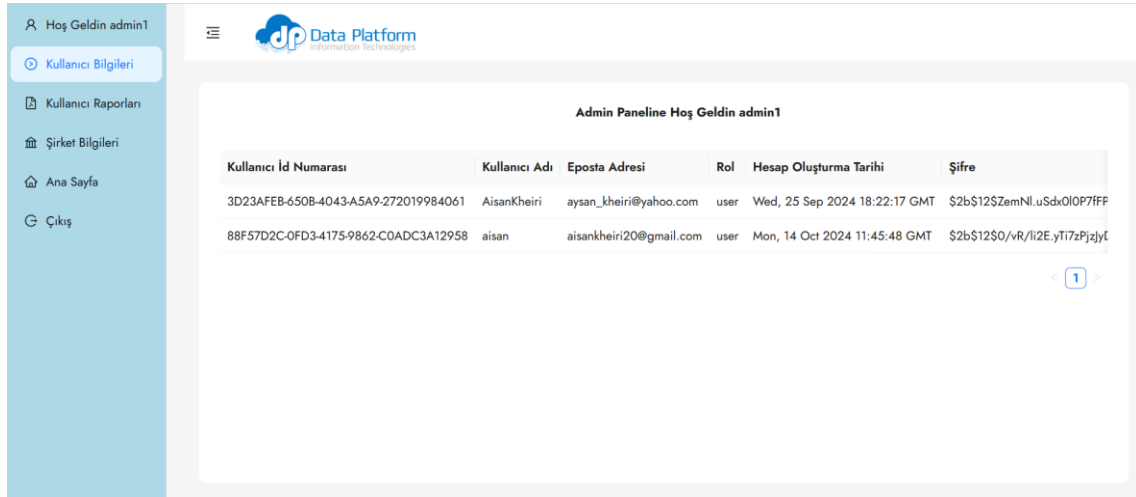 Hoş Geldin admin1
Kullanıcı Bilgileri
Kullanıcı Raporları
Şirket Bilgileri
Ana Sayfa
Çıkış
dp Data Platform
Information Technologies
Admin Paneline Hoş Geldin admin1
Kullanıcı İd Numarası Kullanıcı Adı Eposta Adresi Rol Hesap Oluşturma Tarihi Şifre
3D23AFEB-650B-4043-A5A9-272019984061 AisanKheiri aysan_kheiri@yahoo.com user Wed, 25 Sep 2024 18:22:17 GMT
88F57D2C-0FD3-4175-9862-C0ADC3A12958 aisan aisankheiri20@gmail.com user Mon, 14 Oct 2024 11:45:48 GMT
1